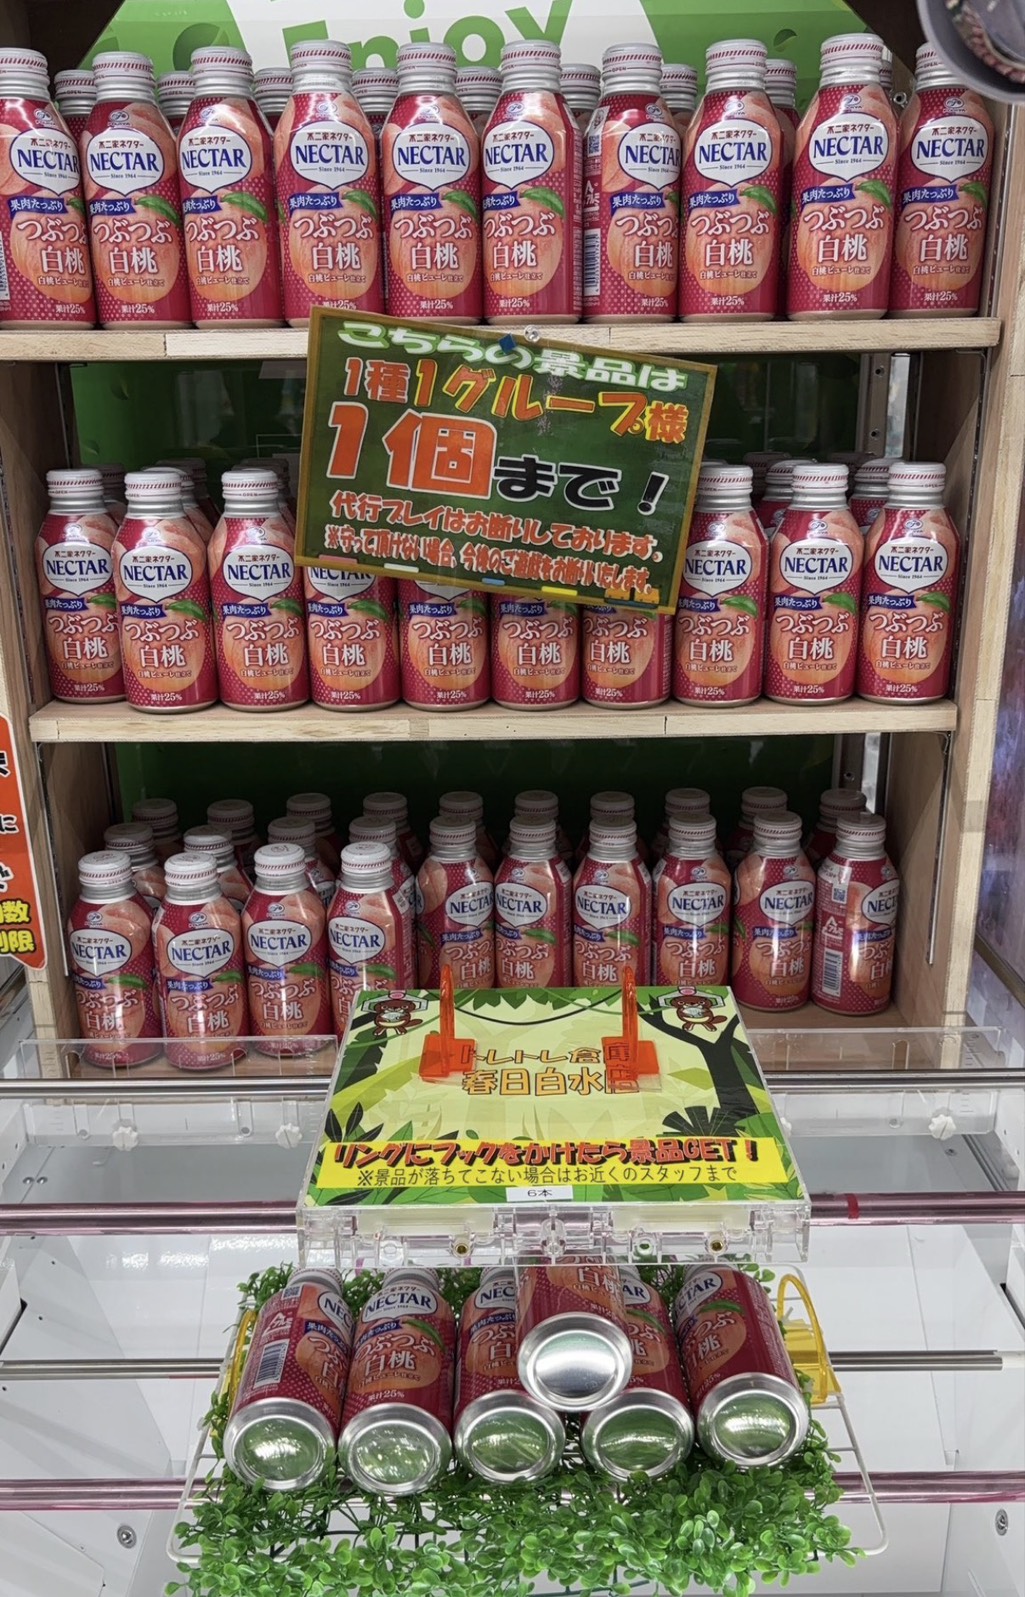 Enjoy
不二家ネクター
NECTAR
Since 1964
果肉たっぷり
つぶつぶ
白桃
白桃ピューレ仕立て
果汁25%
こちらの景品は
1種1グループ様
1個まで!
代行プレイはお断りしております。
※守って頂けない場合、今後のご遊戯をお断りいたします。
トレトレ倉庫
春日白水店
リングにフックをかけたら景品GET!
※景品が落ちてこない場合はお近くのスタッフまで
6本